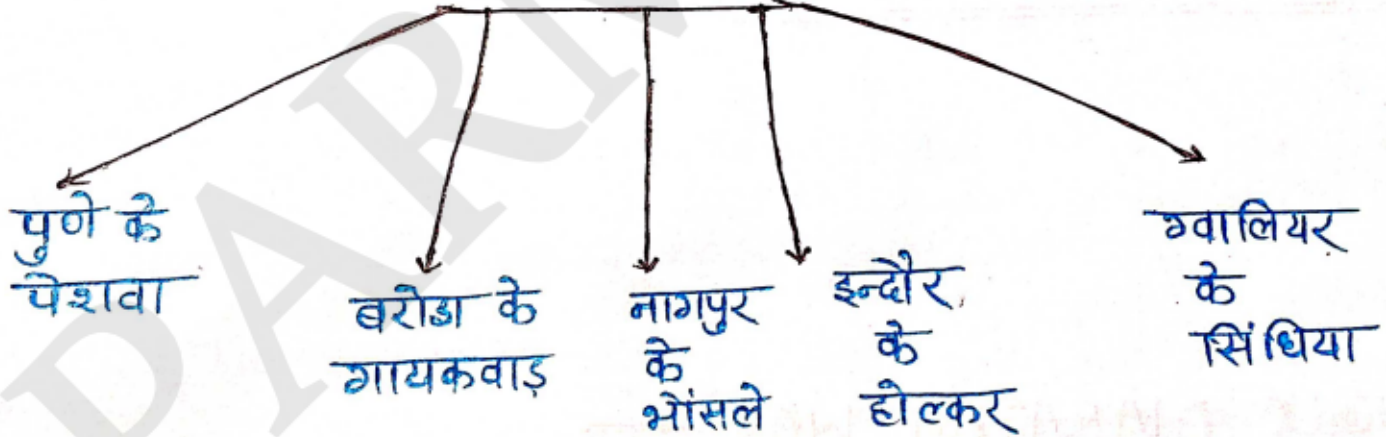 पुणे के
पेशवा
बरोडा के
गायकवाड़
नागपुर
के
भोंसले
इन्दौर
के
होल्कर
ग्वालियर
के
सिंधिया